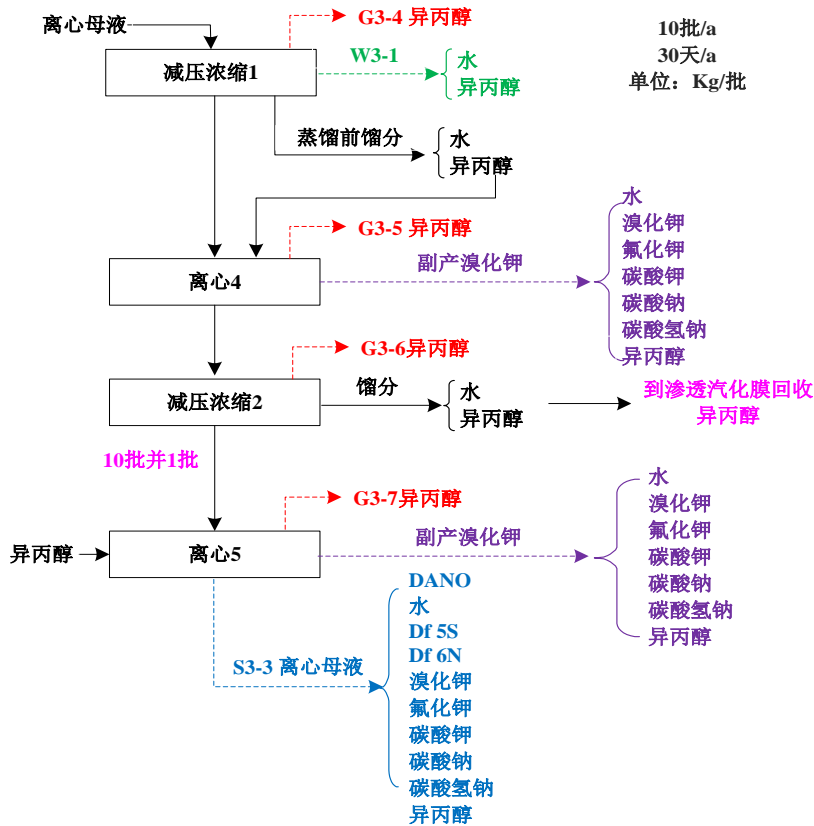 离心母液
G3-4 异丙醇
10批/a
30天/a
单位：Kg/批
减压浓缩1
W3-1
水
异丙醇
蒸馏前馏分
水
异丙醇
G3-5 异丙醇
离心4
副产溴化钾
水
溴化钾
氟化钾
碳酸钾
碳酸钠
碳酸氢钠
异丙醇
G3-6异丙醇
减压浓缩2
馏分
水
异丙醇
到渗透汽化膜回收
异丙醇
10批并1批
G3-7异丙醇
异丙醇
离心5
副产溴化钾
水
溴化钾
氟化钾
碳酸钾
碳酸钠
碳酸氢钠
异丙醇
S3-3 离心母液
DANO
水
Df 5S
Df 6N
溴化钾
氟化钾
碳酸钾
碳酸钠
碳酸氢钠
异丙醇